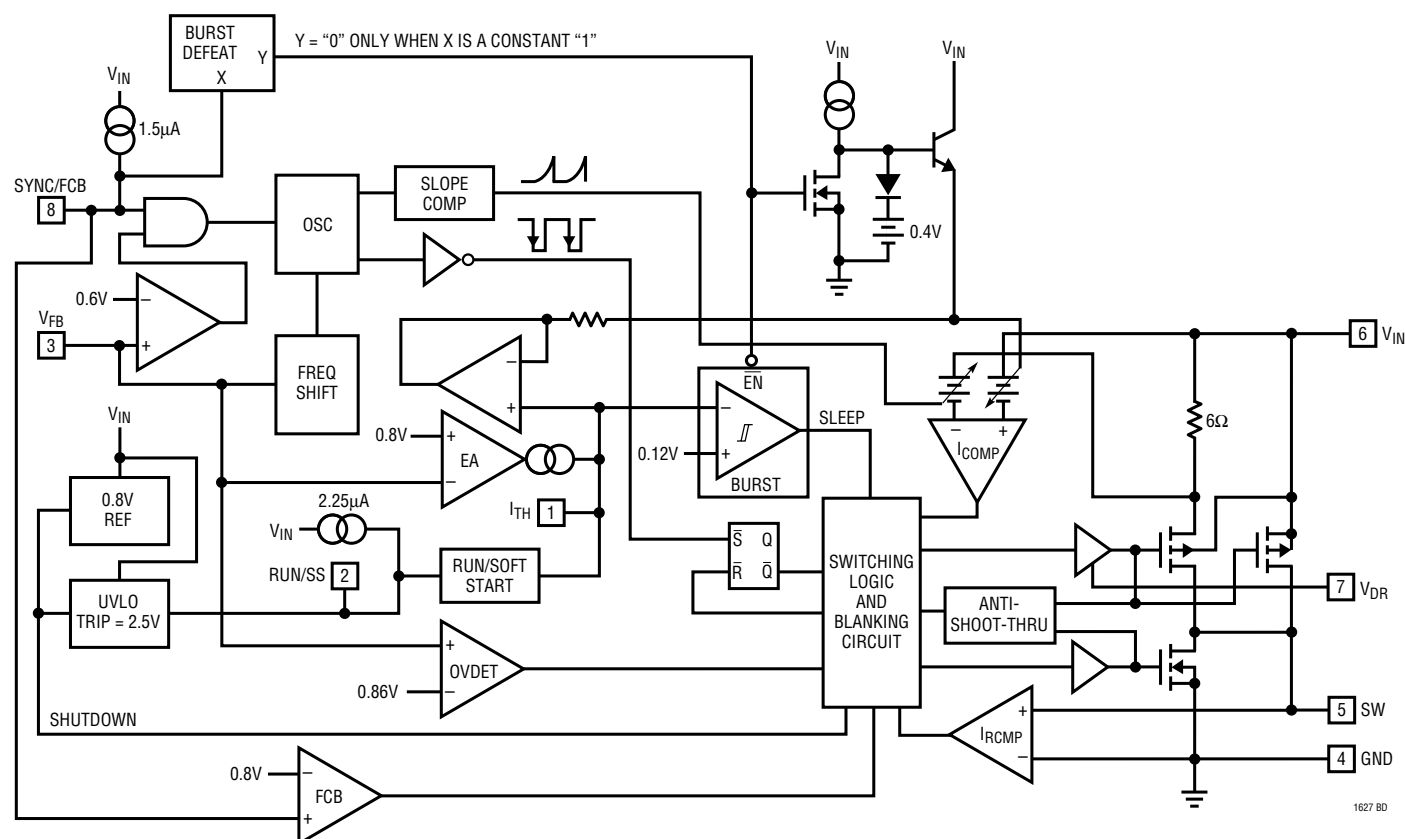 BURST
DEFEAT
Y
X
Y = “0” ONLY WHEN X IS A CONSTANT “1”
VIN
1.5µA
SYNC/FCB
8
OSC
SLOPE
COMP
VIN
VIN
0.4V
0.6V
−
+
VFB
3
FREQ
SHIFT
−
+
EN
−
+
0.12V
BURST
SLEEP
−
+
ICOMP
6
VIN
6Ω
VIN
0.8V
REF
0.8V
+
−
EA
ITH
1
2.25µA
VIN
RUN/SS
2
RUN/SOFT
START
UVLO
TRIP = 2.5V
S
Q
R
Q
SWITCHING
LOGIC
AND
BLANKING
CIRCUIT
ANTI-
SHOOT-THRU
7
VDR
+
−
OVDET
0.86V
SHUTDOWN
+
−
IRCMP
5
SW
4
GND
0.8V
−
+
FCB
1627 BD